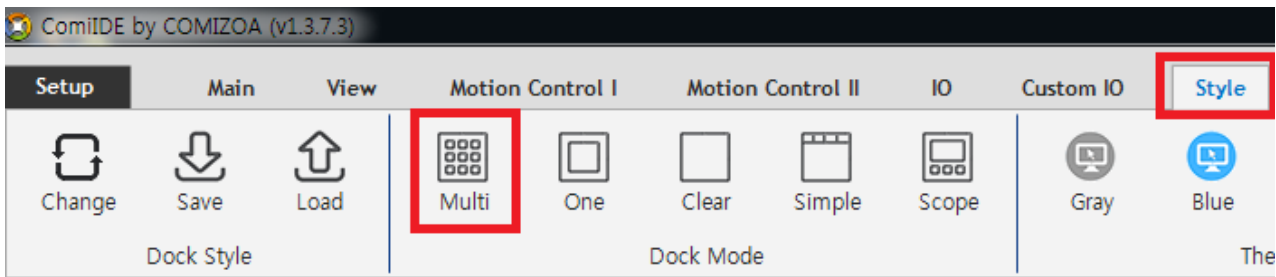 ComiIDE by COMIZOA (v1.3.7.3)
Setup Main View Motion Control I Motion Control II IO Custom IO Style
Change Save Load Multi One Clear Simple Scope Gray Blue
Dock Style Dock Mode The